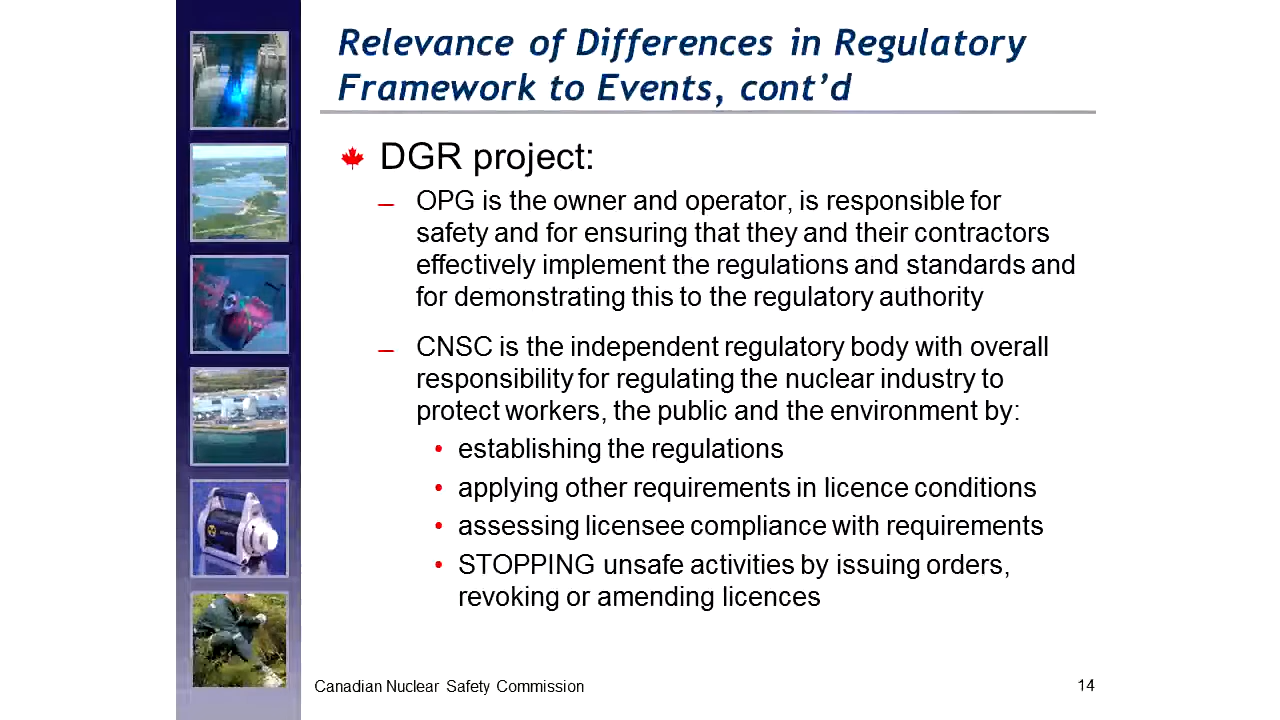 Relevance of Differences in Regulatory
Framework to Events, cont’d
DGR project:
– OPG is the owner and operator, is responsible for
safety and for ensuring that they and their contractors
effectively implement the regulations and standards and
for demonstrating this to the regulatory authority
– CNSC is the independent regulatory body with overall
responsibility for regulating the nuclear industry to
protect workers, the public and the environment by:
• establishing the regulations
• applying other requirements in licence conditions
• assessing licensee compliance with requirements
• STOPPING unsafe activities by issuing orders,
revoking or amending licences
Canadian Nuclear Safety Commission
14